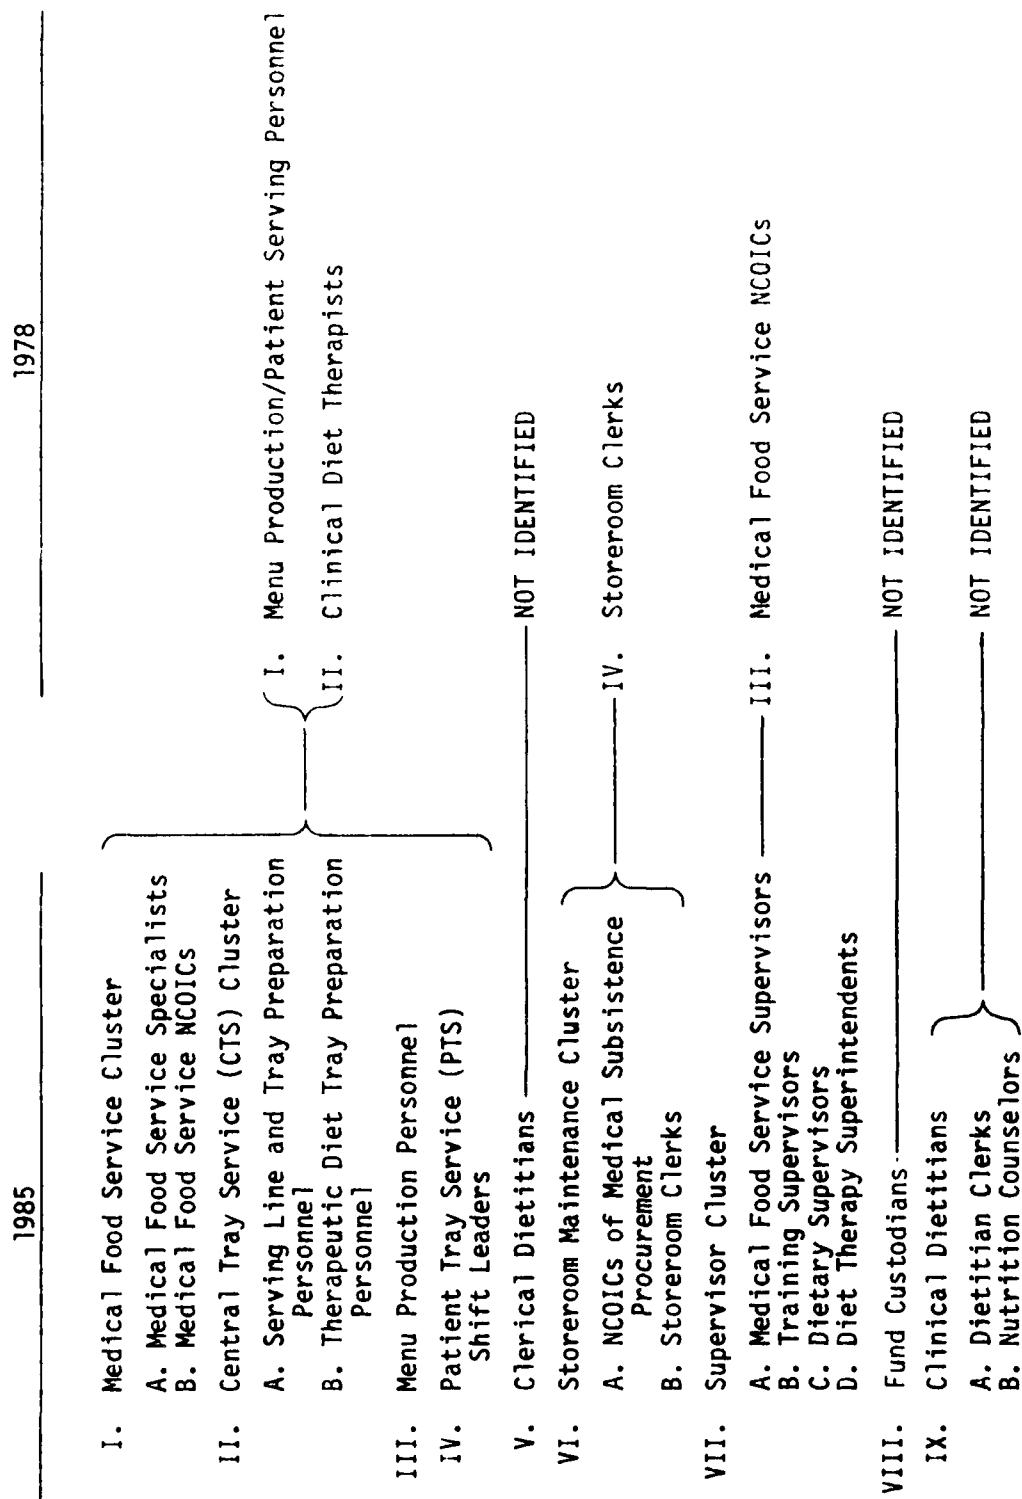 1985 1978
I. Medical Food Service Cluster
A. Medical Food Service Specialists
B. Medical Food Service NCOICs
II. Central Tray Service (CTS) Cluster
A. Serving Line and Tray Preparation I. Menu Production/Patient Serving Personnel
Personnel
B. Therapeutic Diet Tray Preparation II. Clinical Diet Therapists
Personnel
III. Menu Production Personnel
IV. Patient Tray Service (PTS)
Shift Leaders
V. Clerical Dietitians NOT IDENTIFIED
VI. Storeroom Maintenance Cluster
A. NCOICs of Medical Subsistence IV. Storeroom Clerks
Procurement
B. Storeroom Clerks
VII. Supervisor Cluster
A. Medical Food Service Supervisors III. Medical Food Service NCOICs
B. Training Supervisors
C. Dietary Supervisors
D. Diet Therapy Superintendents
VIII. Fund Custodians NOT IDENTIFIED
IX. Clinical Dietitians
A. Dietitian Clerks NOT IDENTIFIED
B. Nutrition Counselors